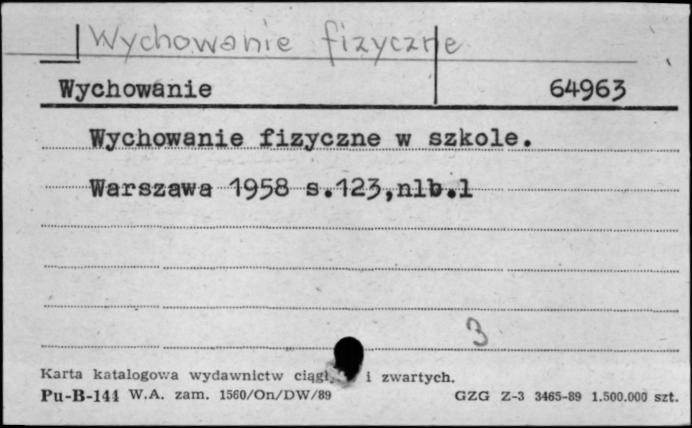 Wychowanie fizyczne
Wychowanie 64963
Wychowanie fizyczne w szkole.
Warszawa 1958 s.123,nlb.1
3
Karta katalogowa wydawnictw i zwartych.
Pu-B-144 W.A. zam. 1560/On/DW/89 GZG Z-3 3465-89 1.500.000 szt.